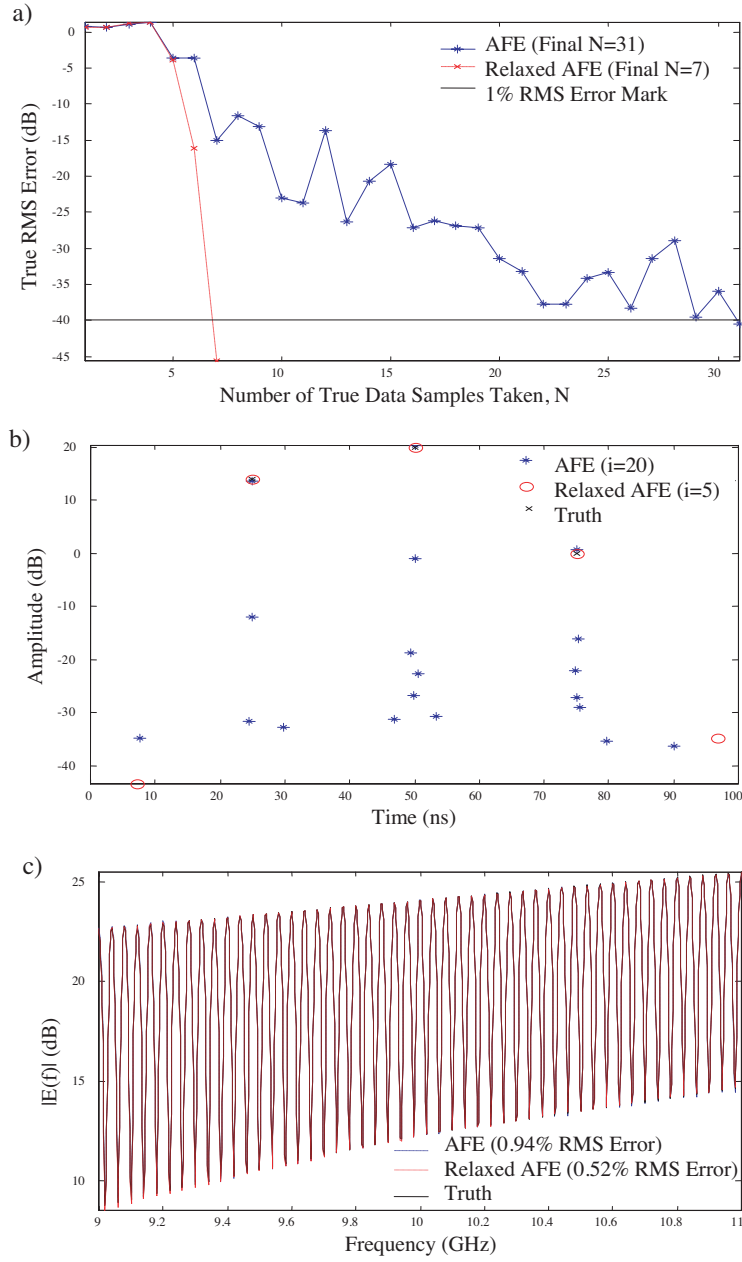 a)
0
-5
-10
-15
-20
-25
-30
-35
-40
-45
True RMS Error (dB)
AFE (Final N=31)
Relaxed AFE (Final N=7)
1% RMS Error Mark
5 10 15 20 25 30
Number of True Data Samples Taken, N
b)
20
10
0
-10
-20
-30
-40
Amplitude (dB)
AFE (i=20)
Relaxed AFE (i=5)
Truth
0 10 20 30 40 50 60 70 80 90 100
Time (ns)
c)
25
20
15
10
|E(f)| (dB)
AFE (0.94% RMS Error)
Relaxed AFE (0.52% RMS Error)
Truth
9 9.2 9.4 9.6 9.8 10 10.2 10.4 10.6 10.8 11
Frequency (GHz)